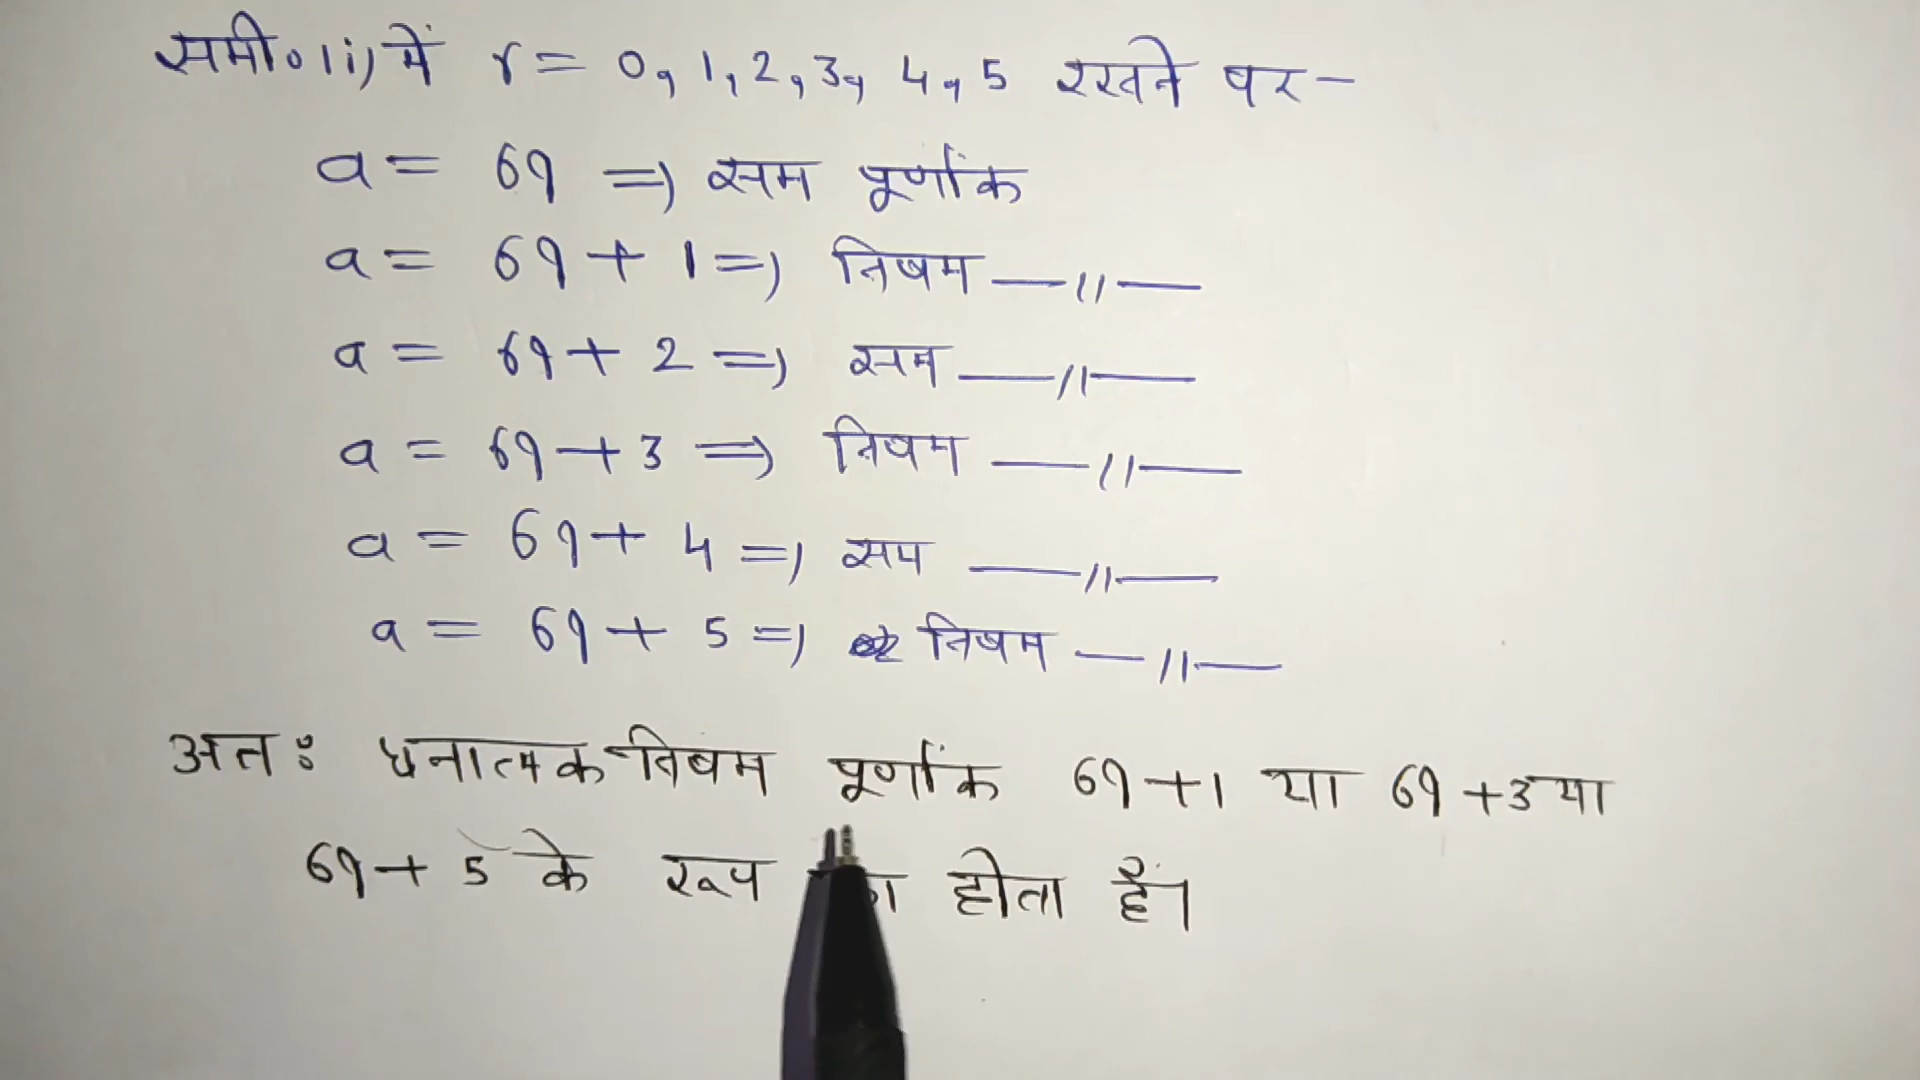 समी० (i) में r = 0, 1, 2, 3, 4, 5 रखने पर -
a = 6q => सम पूर्णांक
a = 6q + 1 => विषम —〃—
a = 6q + 2 => सम —〃—
a = 6q + 3 => विषम —〃—
a = 6q + 4 => सम —〃—
a = 6q + 5 => विषम —〃—
अतः धनात्मक विषम पूर्णांक 6q + 1 या 6q + 3 या
6q + 5 के रूप का होता है।